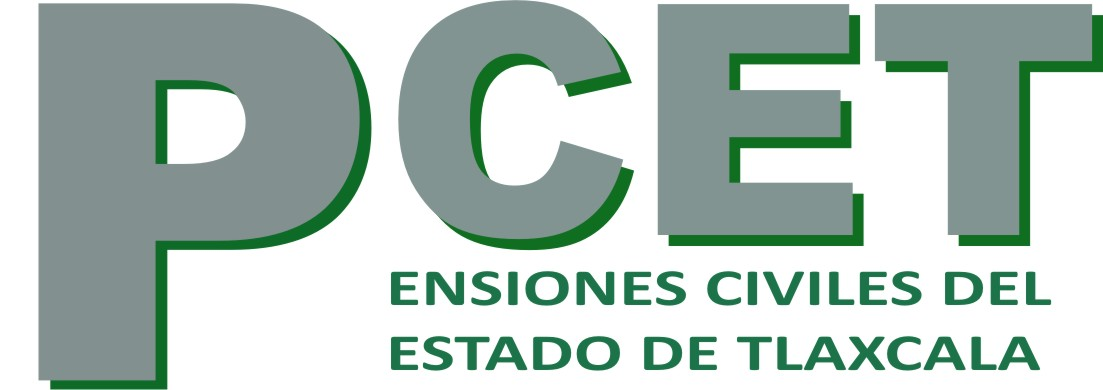 PCET
ENSIONES CIVILES DEL
ESTADO DE TLAXCALA